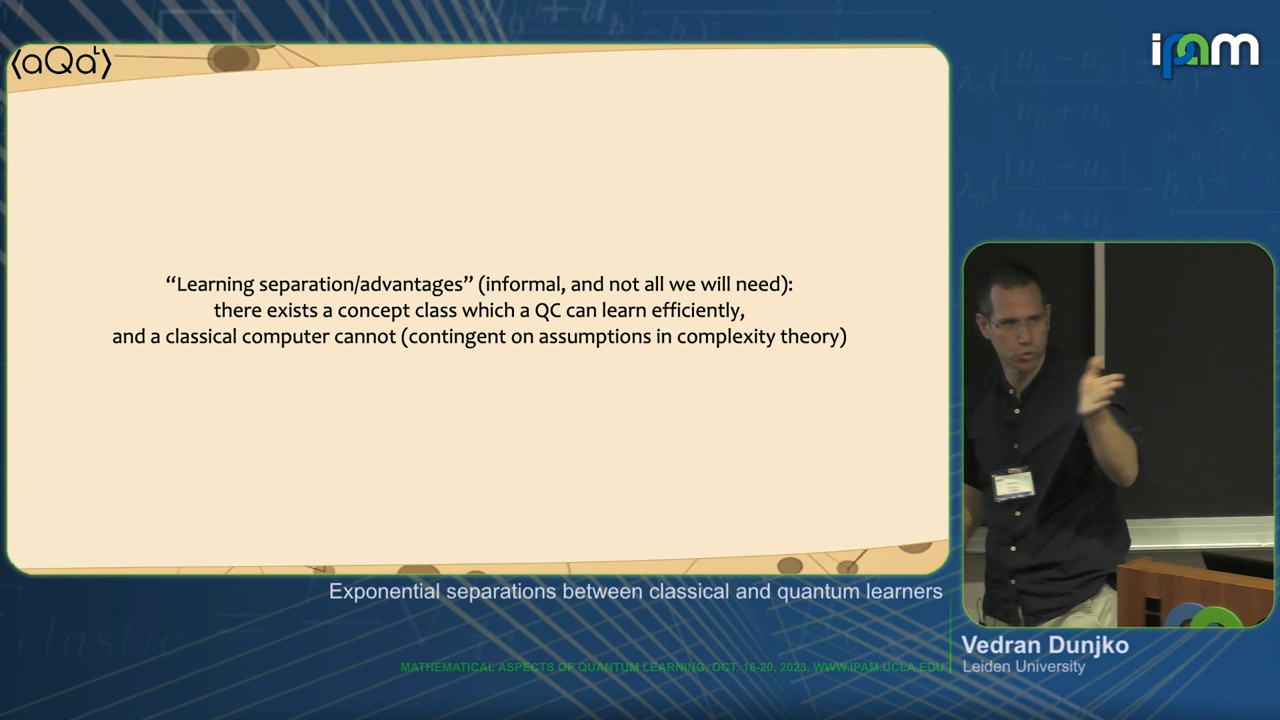 ⟨aQaᴸ⟩
ipam
“Learning separation/advantages” (informal, and not all we will need):
there exists a concept class which a QC can learn efficiently,
and a classical computer cannot (contingent on assumptions in complexity theory)
Exponential separations between classical and quantum learners
Vedran Dunjko
Leiden University
MATHEMATICAL ASPECTS OF QUANTUM LEARNING, OCT. 16-20, 2023, WWW.IPAM.UCLA.EDU
elastic